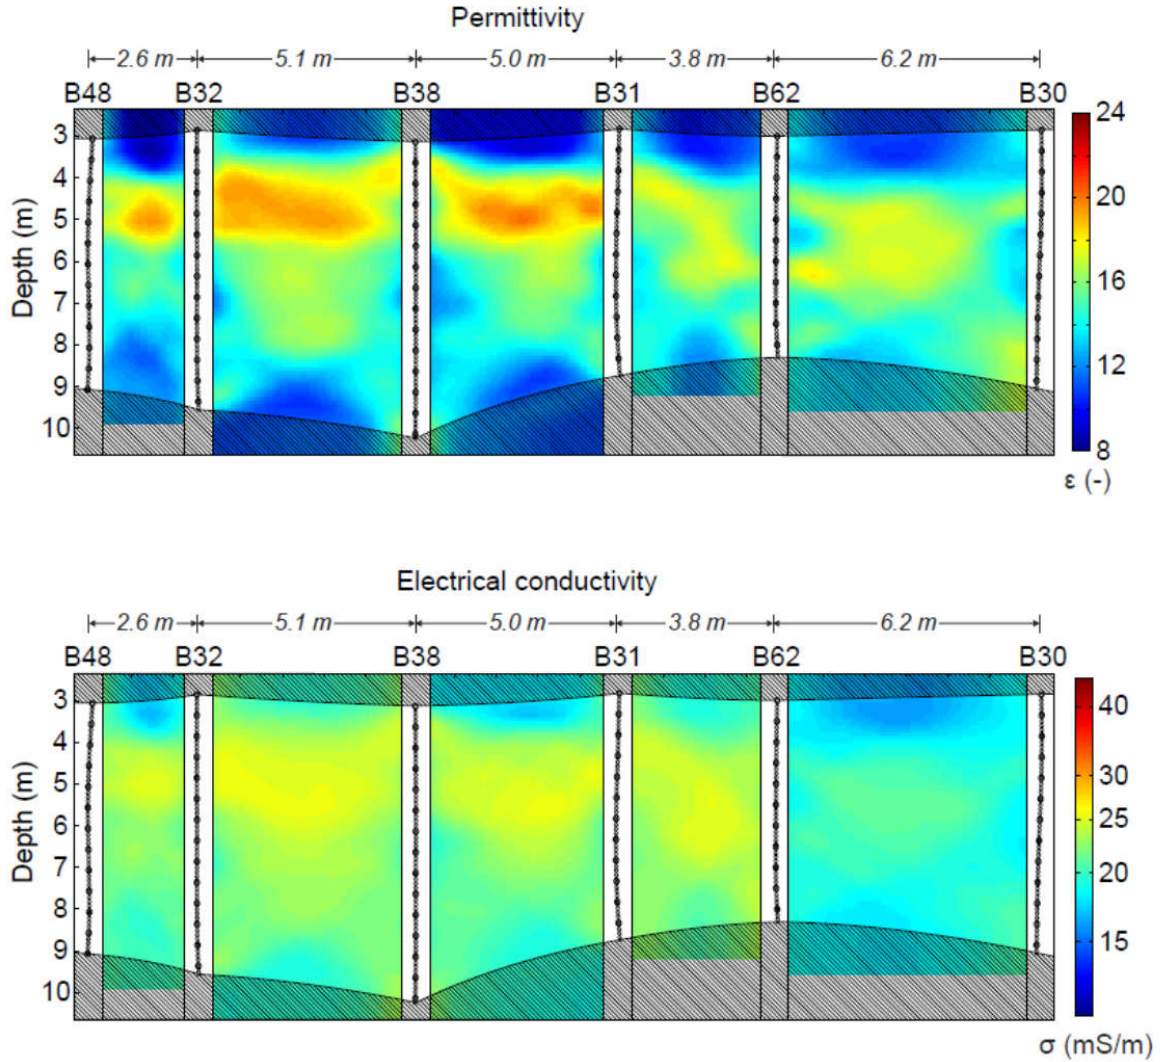 Permittivity
2.6 m 5.1 m 5.0 m 3.8 m 6.2 m
B48 B32 B38 B31 B62 B30
Depth (m)
3
4
5
6
7
8
9
10
24
20
16
12
8
ε (-)
Electrical conductivity
2.6 m 5.1 m 5.0 m 3.8 m 6.2 m
B48 B32 B38 B31 B62 B30
Depth (m)
3
4
5
6
7
8
9
10
40
30
25
20
15
σ (mS/m)